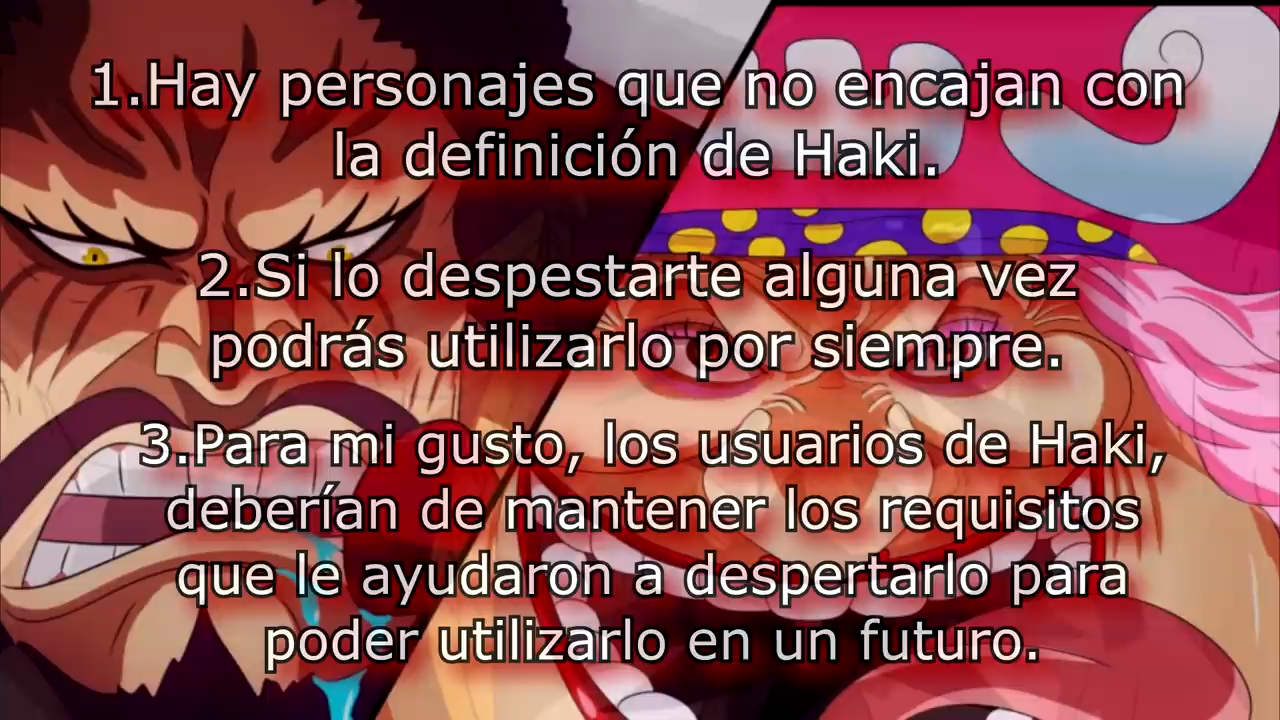 1.Hay personajes que no encajan con
la definición de Haki.
2.Si lo despestarte alguna vez
podrás utilizarlo por siempre.
3.Para mi gusto, los usuarios de Haki,
deberían de mantener los requisitos
que le ayudaron a despertarlo para
poder utilizarlo en un futuro.